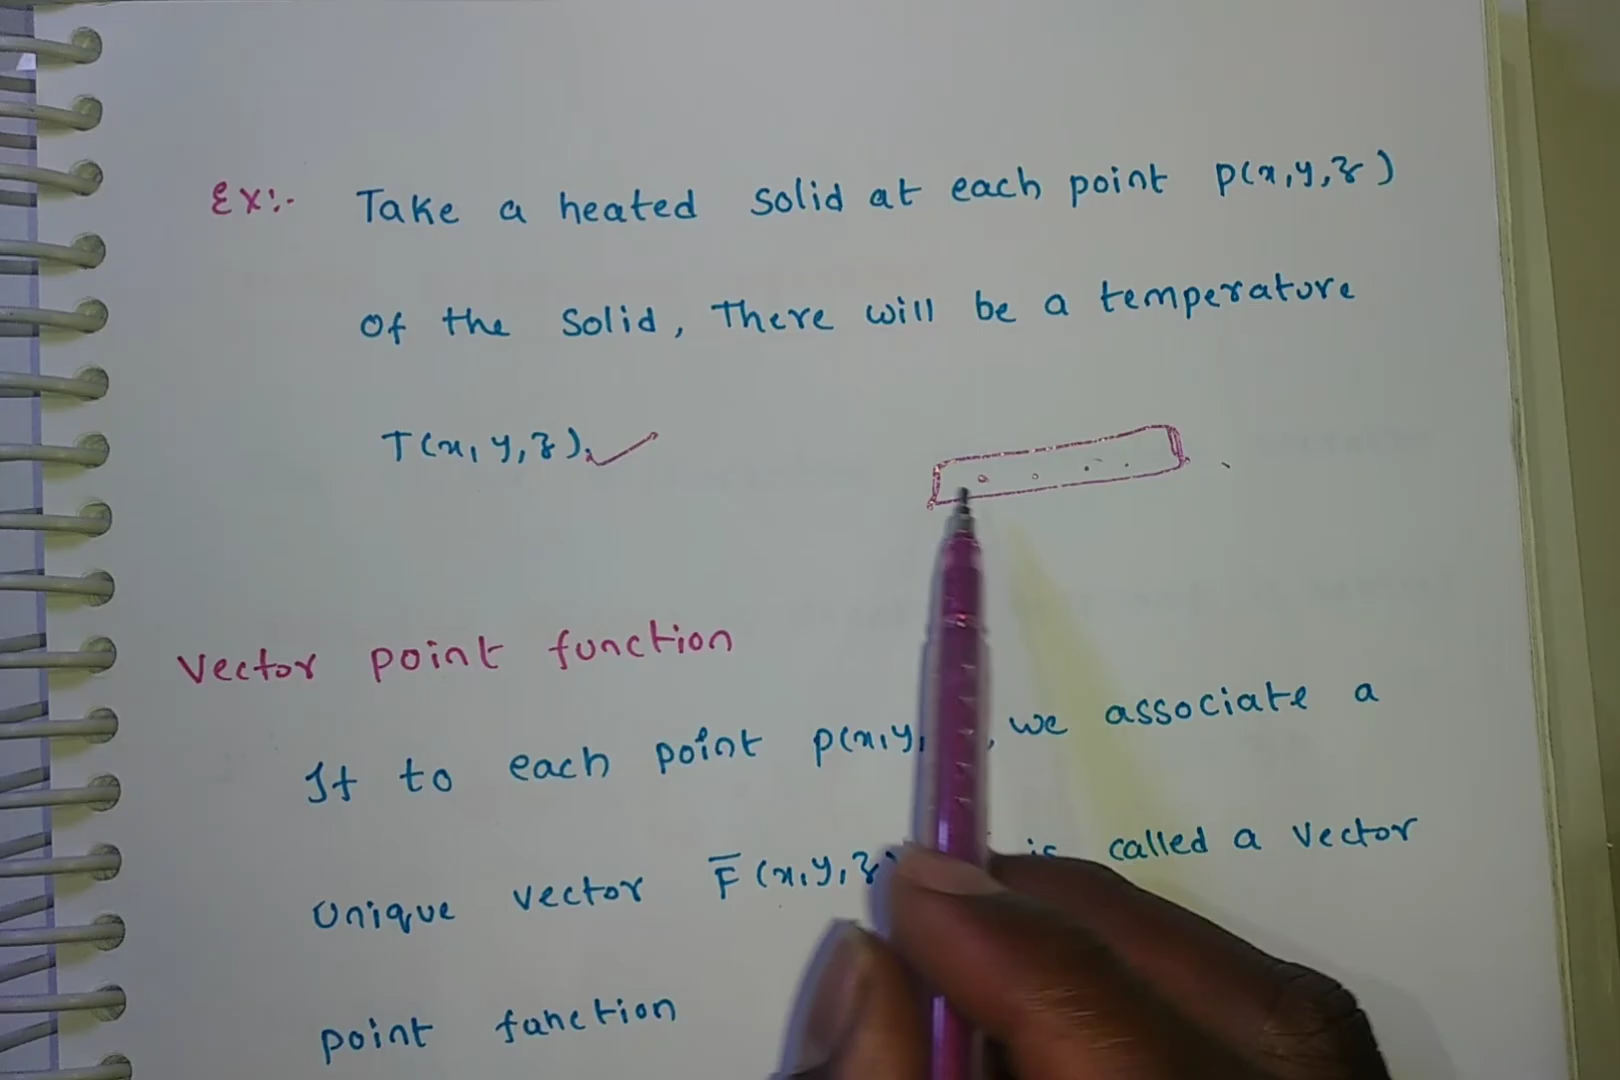 Ex:- Take a heated solid at each point P(x,y,z)
of the solid, There will be a temperature
T(x,y,z).
Vector point function
If to each point P(x,y, , we associate a
Unique vector F̅(x,y,z) is called a vector
point function